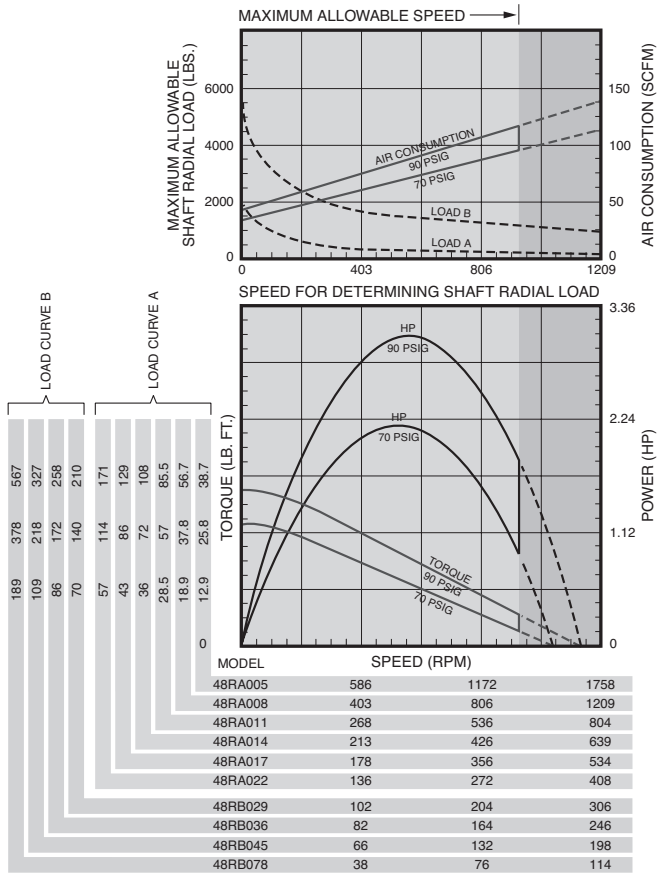 MAXIMUM ALLOWABLE SPEED
MAXIMUM ALLOWABLE
SHAFT RADIAL LOAD (LBS.)
6000
4000
2000
0
AIR CONSUMPTION
90 PSIG
70 PSIG
LOAD B
LOAD A
150
100
50
0
AIR CONSUMPTION (SCFM)
0 403 806 1209
SPEED FOR DETERMINING SHAFT RADIAL LOAD
LOAD CURVE B
LOAD CURVE A
567 327 258 210 171 129 108 85.5 56.7 38.7
378 218 172 140 114 86 72 57 37.8 25.8
189 109 86 70 57 43 36 28.5 18.9 12.9
0
TORQUE (LB. FT.)
HP
90 PSIG
HP
70 PSIG
TORQUE
90 PSIG
70 PSIG
3.36
2.24
1.12
0
POWER (HP)
MODEL SPEED (RPM)
48RA005 586 1172 1758
48RA008 403 806 1209
48RA011 268 536 804
48RA014 213 426 639
48RA017 178 356 534
48RA022 136 272 408
48RB029 102 204 306
48RB036 82 164 246
48RB045 66 132 198
48RB078 38 76 114